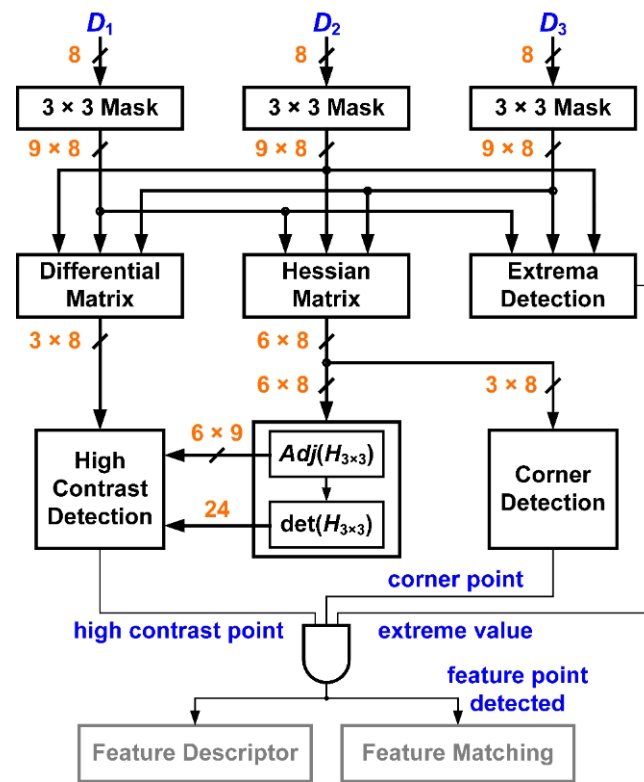 D1 D2 D3
8 8 8
3 × 3 Mask 3 × 3 Mask 3 × 3 Mask
9 × 8 9 × 8 9 × 8
Differential
Matrix
Hessian
Matrix
Extrema
Detection
3 × 8
6 × 8
6 × 8
3 × 8
High
Contrast
Detection
6 × 9
24
Adj(H3×3)
det(H3×3)
Corner
Detection
corner point
high contrast point
extreme value
feature point
detected
Feature Descriptor
Feature Matching